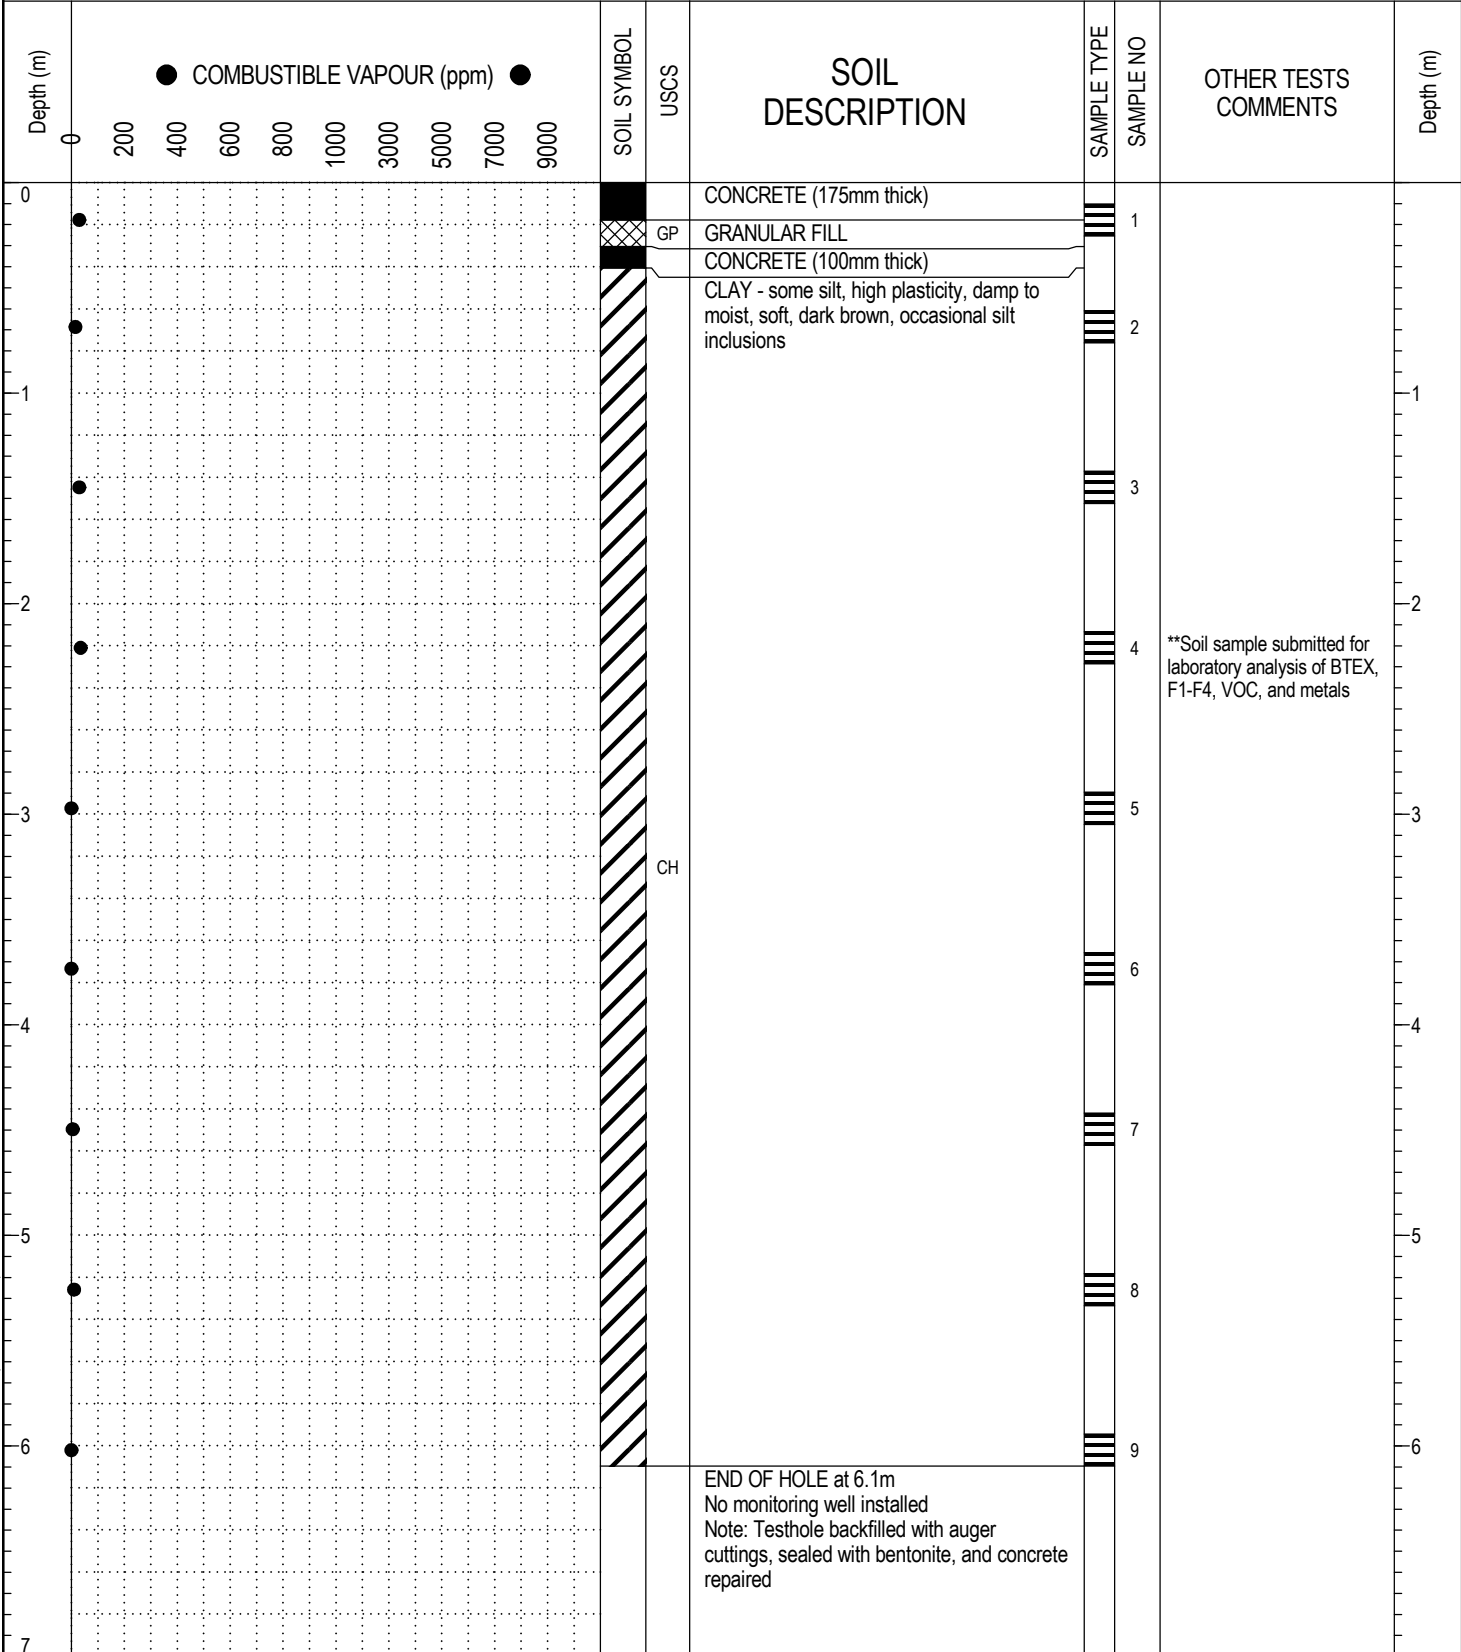 Depth (m)
● COMBUSTIBLE VAPOUR (ppm) ●
0 200 400 600 800 1000 3000 5000 7000 9000
SOIL SYMBOL
USCS
SOIL
DESCRIPTION
SAMPLE TYPE
SAMPLE NO
OTHER TESTS
COMMENTS
Depth (m)
0
CONCRETE (175mm thick)
1
GP
GRANULAR FILL
CONCRETE (100mm thick)
CLAY - some silt, high plasticity, damp to
moist, soft, dark brown, occasional silt
inclusions
2
1
1
3
2
2
4
**Soil sample submitted for
laboratory analysis of BTEX,
F1-F4, VOC, and metals
5
3
3
CH
6
4
4
7
5
5
8
6
9
6
END OF HOLE at 6.1m
No monitoring well installed
Note: Testhole backfilled with auger
cuttings, sealed with bentonite, and concrete
repaired
7